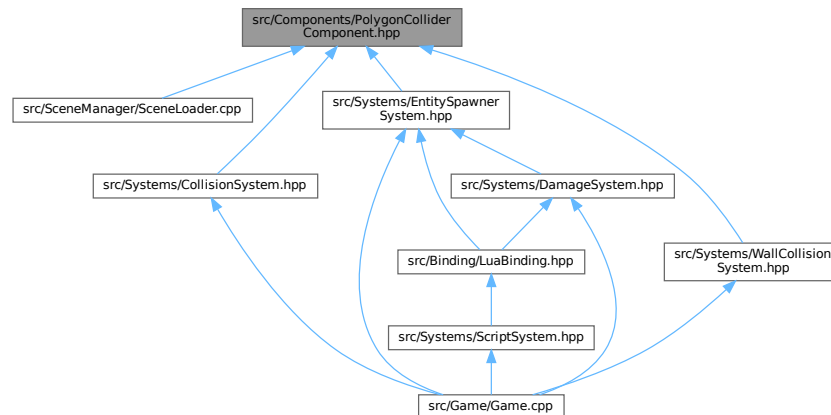 src/Components/PolygonCollider
Component.hpp
src/SceneManager/SceneLoader.cpp
src/Systems/EntitySpawner
System.hpp
src/Systems/CollisionSystem.hpp
src/Systems/DamageSystem.hpp
src/Binding/LuaBinding.hpp
src/Systems/WallCollision
System.hpp
src/Systems/ScriptSystem.hpp
src/Game/Game.cpp